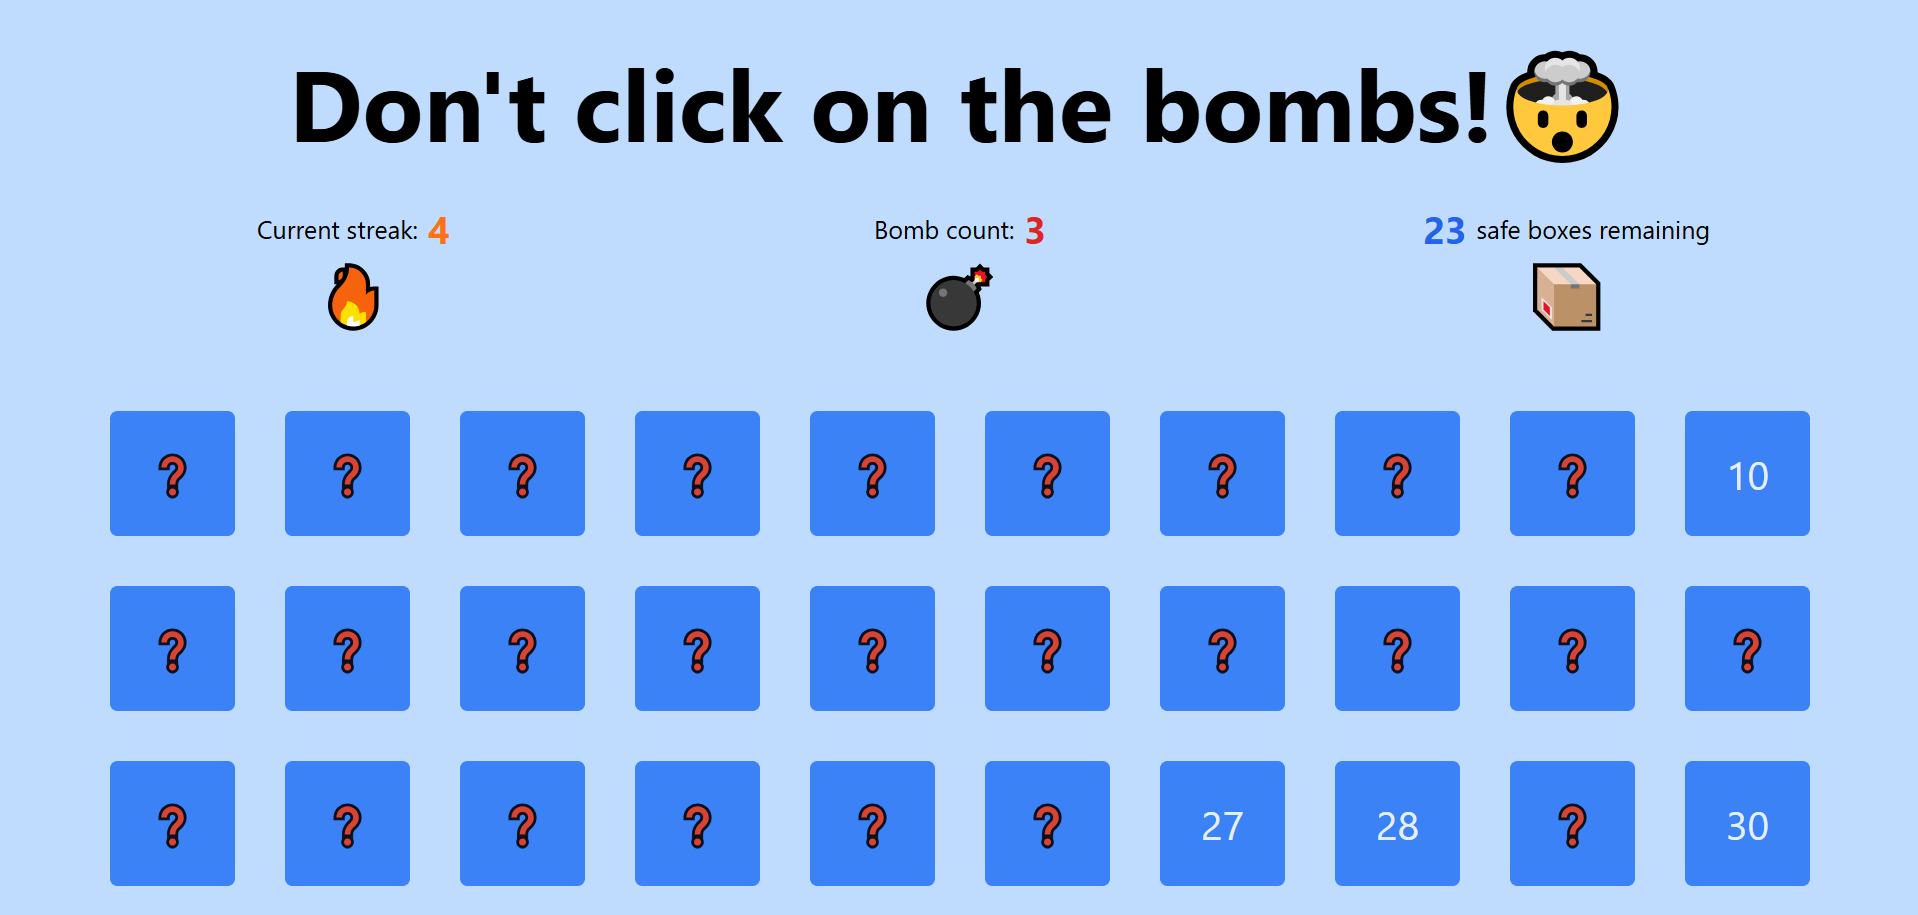 Don't click on the bombs!
Current streak: 4
Bomb count: 3
23 safe boxes remaining
? ? ? ? ? ? ? ? ? 10
? ? ? ? ? ? ? ? ? ?
? ? ? ? ? ? 27 28 ? 30